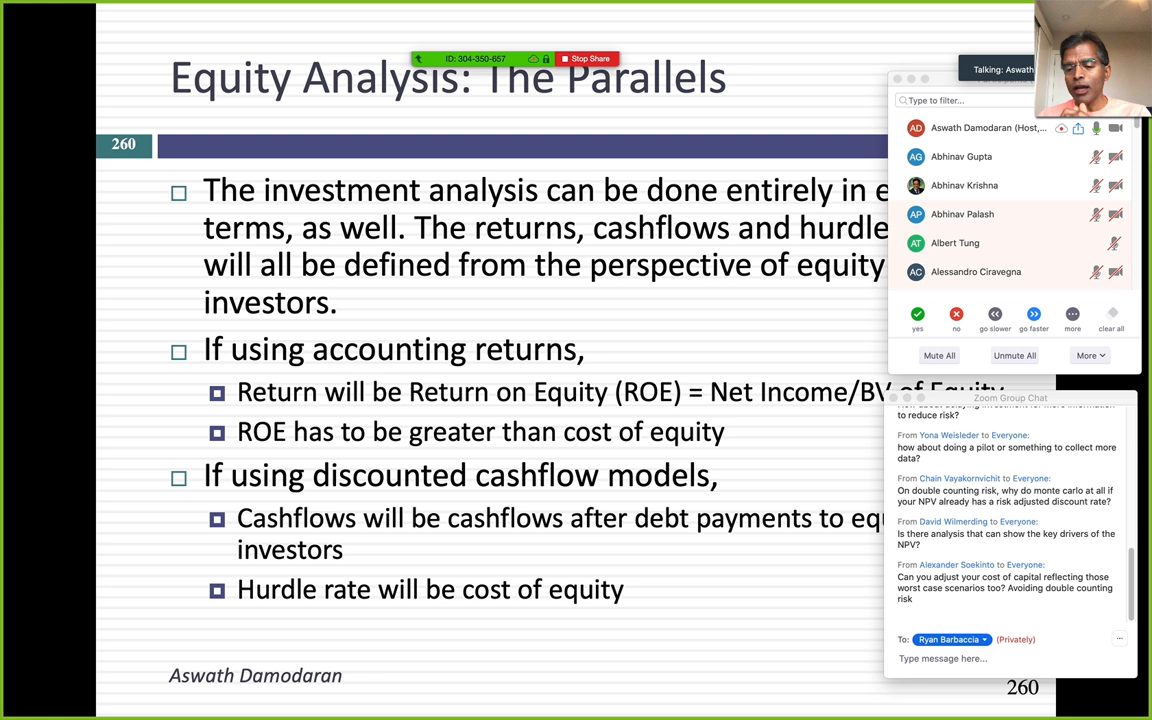 Equity Analysis: The Parallels
ID: 304-350-657
Stop Share
Talking: Aswath
260
The investment analysis can be done entirely in e
terms, as well. The returns, cashflows and hurdle
will all be defined from the perspective of equity
investors.
If using accounting returns,
Return will be Return on Equity (ROE) = Net Income/BV of Equity
ROE has to be greater than cost of equity
If using discounted cashflow models,
Cashflows will be cashflows after debt payments to equ
investors
Hurdle rate will be cost of equity
Aswath Damodaran
260
Type to filter...
AD Aswath Damodaran (Host,...
AG Abhinav Gupta
Abhinav Krishna
AP Abhinav Palash
AT Albert Tung
AC Alessandro Ciravegna
yes no go slower go faster more clear all
Mute All Unmute All More
Zoom Group Chat
to reduce risk?
From Yona Weisleder to Everyone:
how about doing a pilot or something to collect more
data?
From Chain Vayakornvichit to Everyone:
On double counting risk, why do monte carlo at all if
your NPV already has a risk adjusted discount rate?
From David Wilmerding to Everyone:
Is there analysis that can show the key drivers of the
NPV?
From Alexander Soekinto to Everyone:
Can you adjust your cost of capital reflecting those
worst case scenarios too? Avoiding double counting
risk
To: Ryan Barbaccia (Privately)
Type message here...